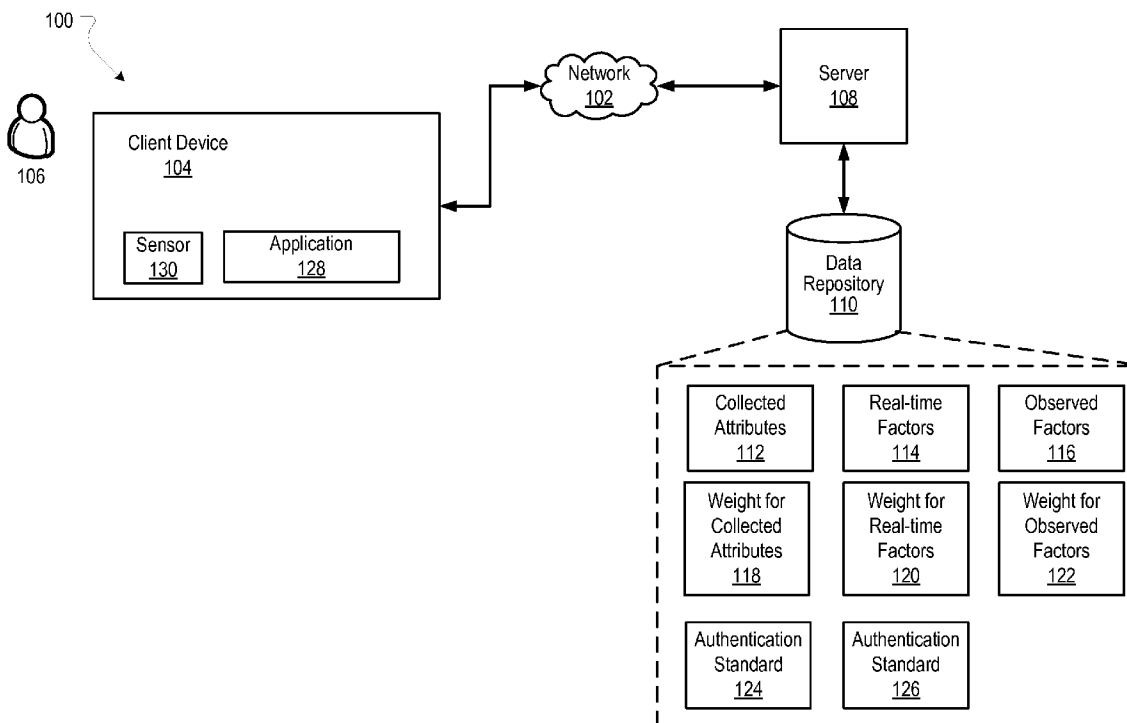 100
106
Client Device
104
Sensor
130
Application
128
Network
102
Server
108
Data
Repository
110
Collected
Attributes
112
Real-time
Factors
114
Observed
Factors
116
Weight for
Collected
Attributes
118
Weight for
Real-time
Factors
120
Weight for
Observed
Factors
122
Authentication
Standard
124
Authentication
Standard
126